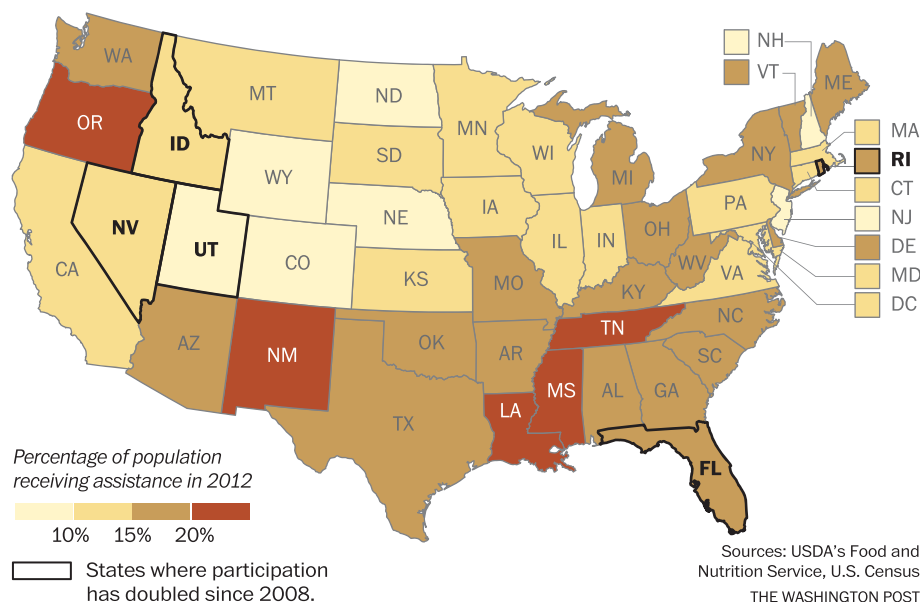 NH
VT
WA
MT
ND
ME
OR
MN
MA
ID
SD
WI
NY
RI
WY
MI
CT
NE
IA
PA
NJ
NV
UT
CO
IL
IN
OH
DE
CA
KS
MO
WV
VA
MD
KY
DC
AZ
NM
OK
AR
TN
NC
SC
TX
LA
MS
AL
GA
FL
Percentage of population
receiving assistance in 2012
10% 15% 20%
States where participation
has doubled since 2008.
Sources: USDA's Food and
Nutrition Service, U.S. Census
THE WASHINGTON POST